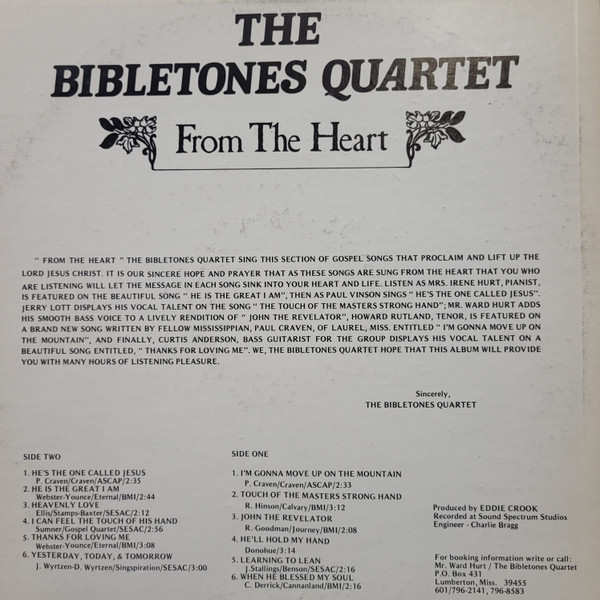 THE
BIBLETONES QUARTET
From The Heart
" FROM THE HEART " THE BIBLETONES QUARTET SING THIS SECTION OF GOSPEL SONGS THAT PROCLAIM AND LIFT UP THE
LORD JESUS CHRIST. IT IS OUR SINCERE HOPE AND PRAYER THAT AS THESE SONGS ARE SUNG FROM THE HEART THAT YOU WHO
ARE LISTENING WILL LET THE MESSAGE IN EACH SONG SINK INTO YOUR HEART AND LIFE. LISTEN AS MRS. IRENE HURT, PIANIST,
IS FEATURED ON THE BEAUTIFUL SONG " HE IS THE GREAT I AM", THEN AS PAUL VINSON SINGS " HE'S THE ONE CALLED JESUS".
JERRY LOTT DISPLAYS HIS VOCAL TALENT ON THE SONG " THE TOUCH OF THE MASTERS STRONG HAND"; MR. WARD HURT ADDS
HIS SMOOTH BASS VOICE TO A LIVELY RENDITION OF " JOHN THE REVELATOR", HOWARD RUTLAND, TENOR, IS FEATURED ON
A BRAND NEW SONG WRITTEN BY FELLOW MISSISSIPPIAN, PAUL CRAVEN, OF LAUREL, MISS. ENTITLED " I'M GONNA MOVE UP ON
THE MOUNTAIN", AND FINALLY, CURTIS ANDERSON, BASS GUITARIST FOR THE GROUP DISPLAYS HIS VOCAL TALENT ON A
BEAUTIFUL SONG ENTITLED, " THANKS FOR LOVING ME". WE, THE BIBLETONES QUARTET HOPE THAT THIS ALBUM WILL PROVIDE
YOU WITH MANY HOURS OF LISTENING PLEASURE.
Sincerely,
THE BIBLETONES QUARTET
SIDE TWO
1. HE'S THE ONE CALLED JESUS
P. Craven/Craven/ASCAP/2:35
2. HE IS THE GREAT I AM
Webster-Younce/Eternal/BMI/2:44
3. HEAVENLY LOVE
Ellis/Stamps-Baxter/SESAC/2:12
4. I CAN FEEL THE TOUCH OF HIS HAND
Sumner/Gospel Quartet/SESAC/2:56
5. THANKS FOR LOVING ME
Webster-Younce/Eternal/BMI/3:08
6. YESTERDAY, TODAY, & TOMORROW
J. Wyrtzen-D. Wyrtzen/Singspiration/SESAC/3:00
SIDE ONE
1. I'M GONNA MOVE UP ON THE MOUNTAIN
P. Craven/Craven/ASCAP/2:33
2. TOUCH OF THE MASTERS STRONG HAND
R. Hinson/Calvary/BMI/3:12
3. JOHN THE REVELATOR
R. Goodman/Journey/BMI/2:08
4. HE'LL HOLD MY HAND
Donohue/3:14
5. LEARNING TO LEAN
J.Stallings/Benson/SESAC/2:16
6. WHEN HE BLESSED MY SOUL
C. Derrick/Cannanland/BMI/2:16
Produced by EDDIE CROOK
Recorded at Sound Spectrum Studios
Engineer - Charlie Bragg
For booking information write or call:
Mr. Ward Hurt / The Bibletones Quartet
P.O. Box 431
Lumberton, Miss. 39455
601/796-2141, 796-8583